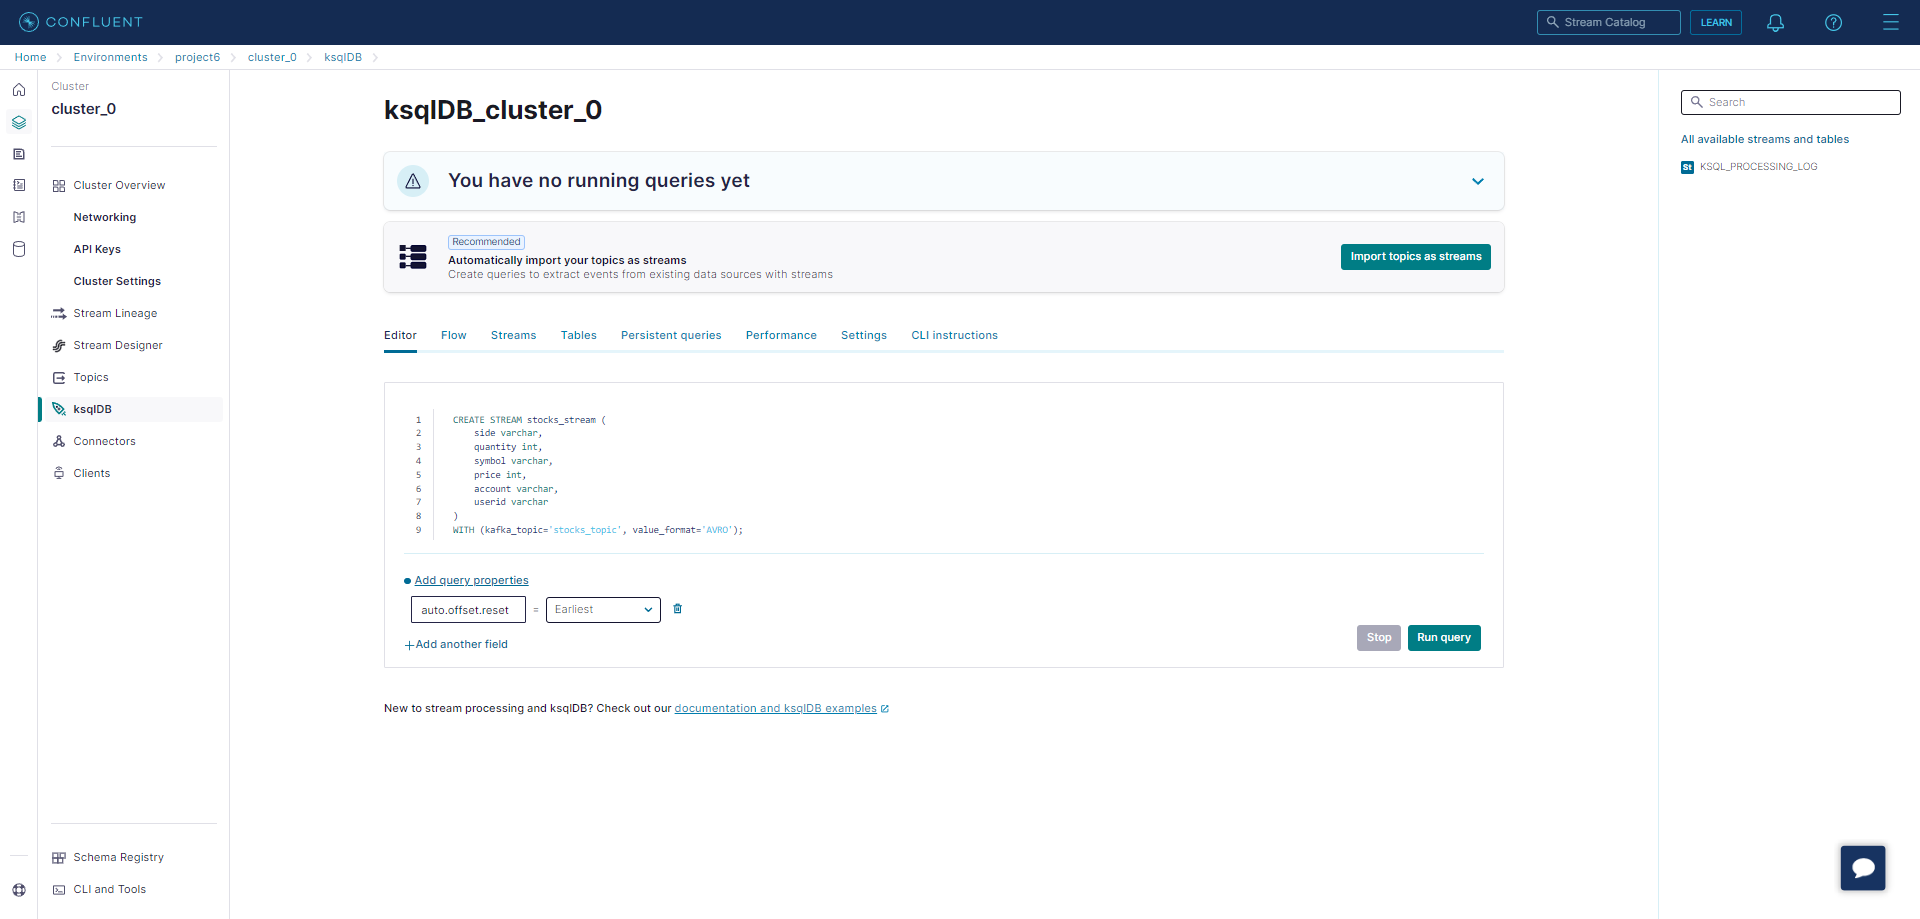 CONFLUENT
Stream Catalog
LEARN
Home
Environments
project6
cluster_0
ksqlDB
Cluster
cluster_0
Cluster Overview
Networking
API Keys
Cluster Settings
Stream Lineage
Stream Designer
Topics
ksqlDB
Connectors
Clients
Schema Registry
CLI and Tools
ksqlDB_cluster_0
You have no running queries yet
Recommended
Automatically import your topics as streams
Create queries to extract events from existing data sources with streams
Import topics as streams
Editor
Flow
Streams
Tables
Persistent queries
Performance
Settings
CLI instructions
1 CREATE STREAM stocks_stream (
2 side varchar,
3 quantity int,
4 symbol varchar,
5 price int,
6 account varchar,
7 userid varchar
8 )
9 WITH (kafka_topic='stocks_topic', value_format='AVRO');
Add query properties
auto.offset.reset = Earliest
Add another field
Stop
Run query
New to stream processing and ksqlDB? Check out our documentation and ksqlDB examples
Search
All available streams and tables
St KSQL_PROCESSING_LOG